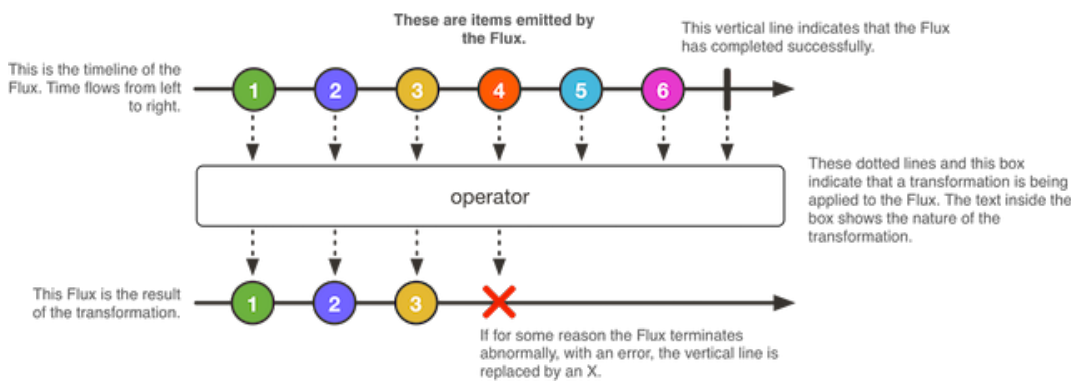 These are items emitted by
the Flux.
This vertical line indicates that the Flux
has completed successfully.
This is the timeline of the
Flux. Time flows from left
to right.
1
2
3
4
5
6
These dotted lines and this box
indicate that a transformation is being
applied to the Flux. The text inside the
box shows the nature of the
transformation.
operator
This Flux is the result
of the transformation.
1
2
3
If for some reason the Flux terminates
abnormally, with an error, the vertical line is
replaced by an X.